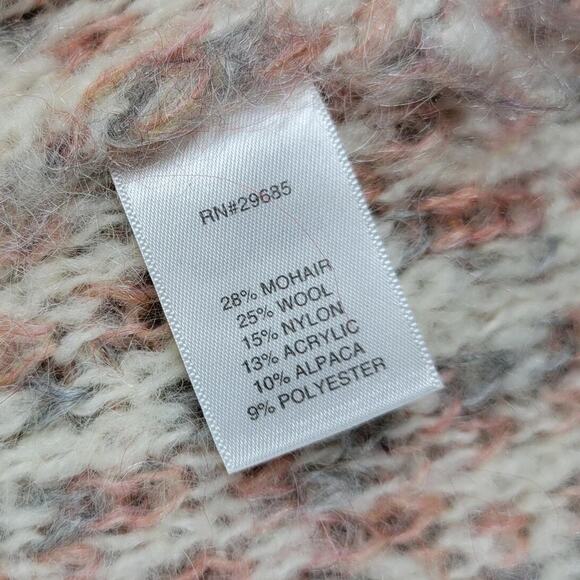 RN#29685
28% MOHAIR
25% WOOL
15% NYLON
13% ACRYLIC
10% ALPACA
9% POLYESTER